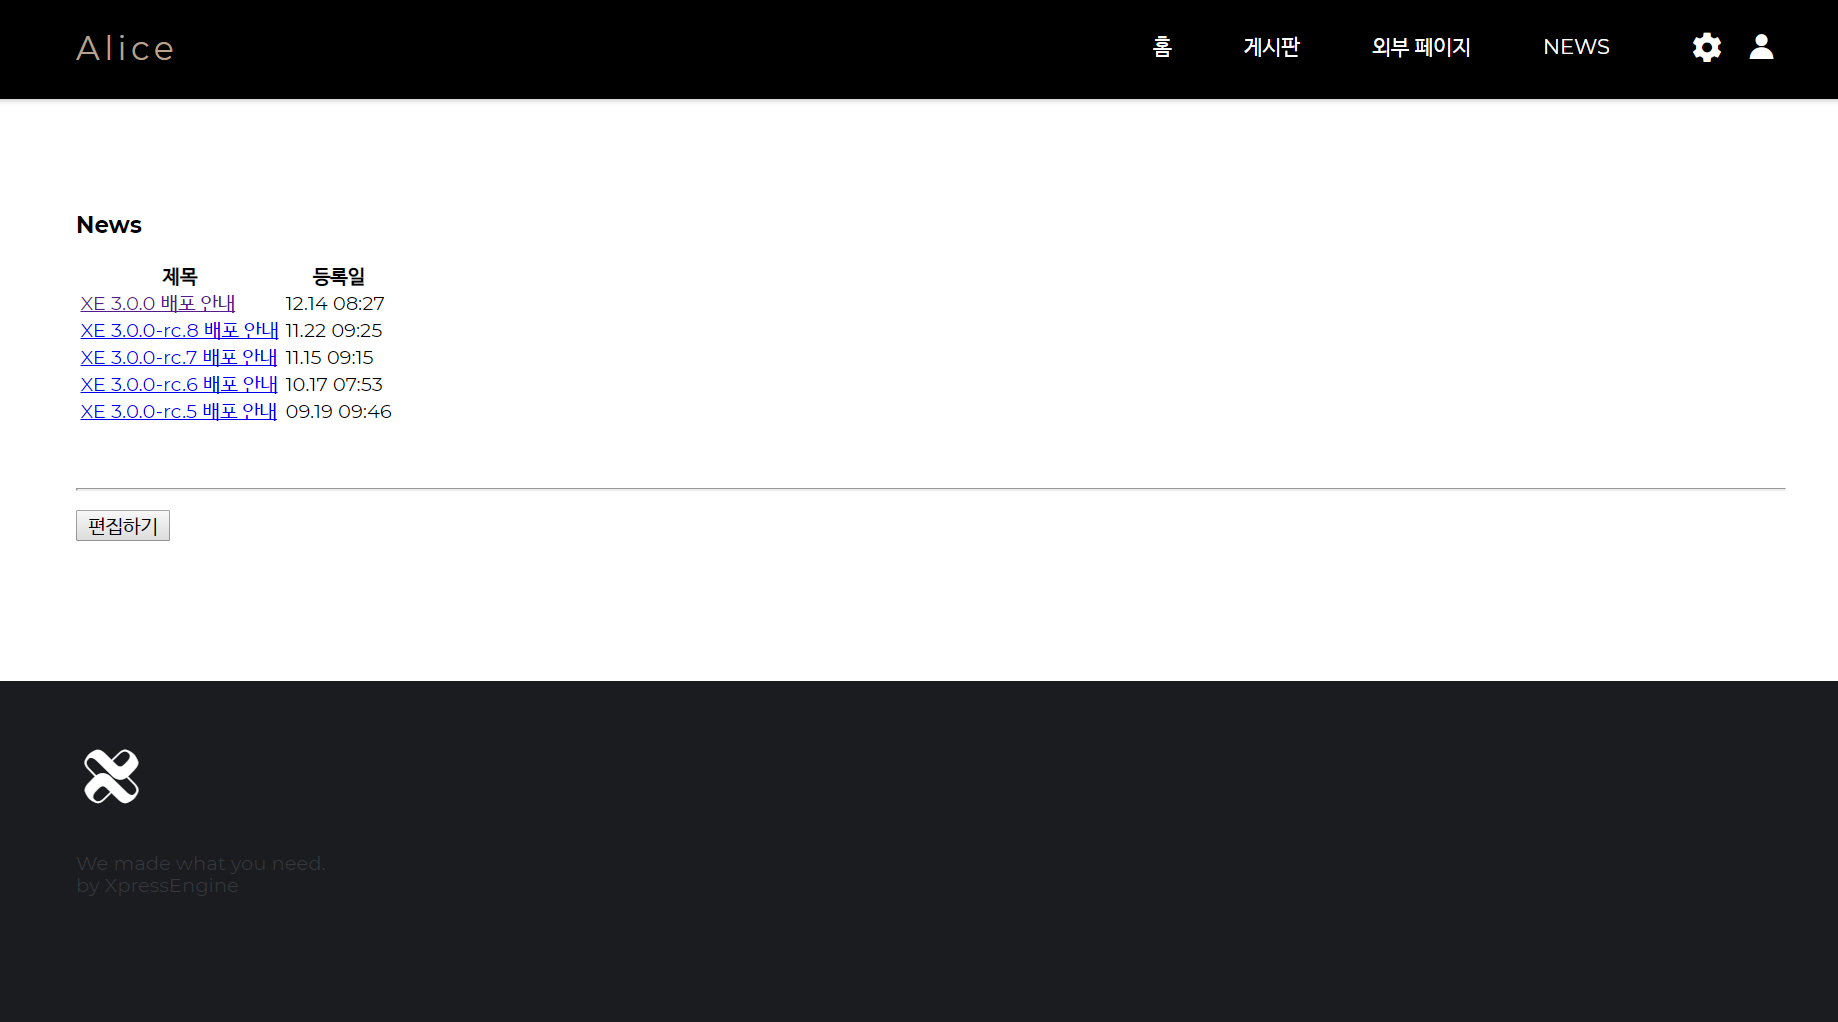 Alice
홈 게시판 외부 페이지 NEWS
News
제목 등록일
XE 3.0.0 배포 안내 12.14 08:27
XE 3.0.0-rc.8 배포 안내 11.22 09:25
XE 3.0.0-rc.7 배포 안내 11.15 09:15
XE 3.0.0-rc.6 배포 안내 10.17 07:53
XE 3.0.0-rc.5 배포 안내 09.19 09:46
편집하기
We made what you need.
by XpressEngine